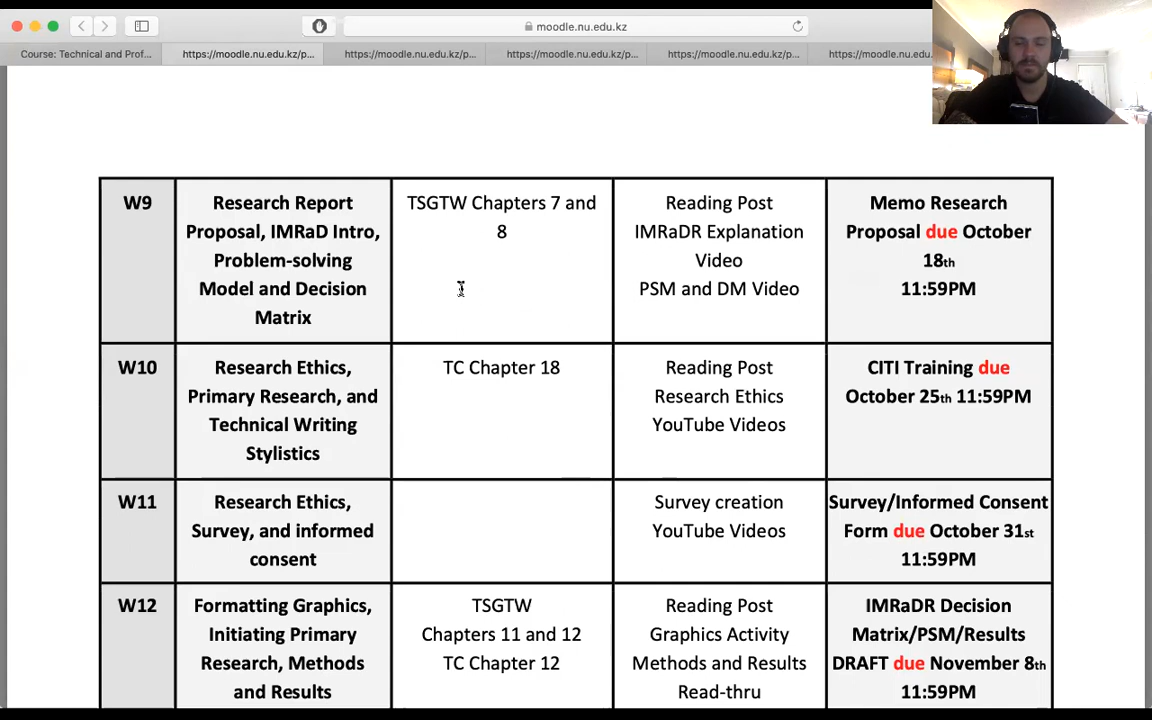 moodle.nu.edu.kz
Course: Technical and Prof...
https://moodle.nu.edu.kz/p...
https://moodle.nu.edu.kz/p...
https://moodle.nu.edu.kz/p...
https://moodle.nu.edu.kz/p...
https://moodle.nu.edu.
W9
Research Report
Proposal, IMRaD Intro,
Problem-solving
Model and Decision
Matrix
TSGTW Chapters 7 and
8
Reading Post
IMRaDR Explanation
Video
PSM and DM Video
Memo Research
Proposal due October
18th
11:59PM
W10
Research Ethics,
Primary Research, and
Technical Writing
Stylistics
TC Chapter 18
Reading Post
Research Ethics
YouTube Videos
CITI Training due
October 25th 11:59PM
W11
Research Ethics,
Survey, and informed
consent
Survey creation
YouTube Videos
Survey/Informed Consent
Form due October 31st
11:59PM
W12
Formatting Graphics,
Initiating Primary
Research, Methods
and Results
TSGTW
Chapters 11 and 12
TC Chapter 12
Reading Post
Graphics Activity
Methods and Results
Read-thru
IMRaDR Decision
Matrix/PSM/Results
DRAFT due November 8th
11:59PM